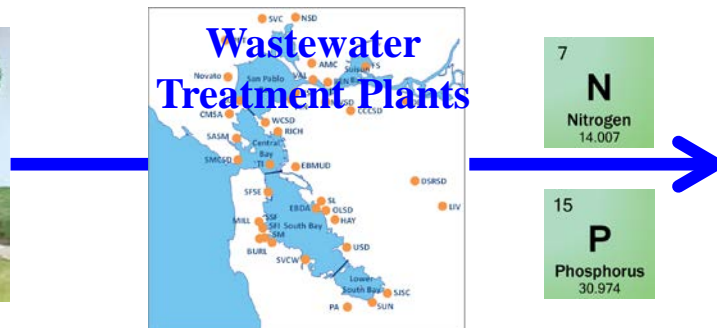 SVC NSD
Wastewater
AMC
VAL
Novato
San Pablo
Treatment Plants
CCCSD
CMSA
WCSD
RICH
SASM
Central
Bay
TI
SMCSD
EBMUD
DSRSD
SFSE
LIV
SL
EBDA
OLSD
HAY
MILL
SSF
SFI
South Bay
SM
BURL
USD
SVCW
Lower
South Bay
SJSC
PA
SUN
7
N
Nitrogen
14.007
15
P
Phosphorus
30.974